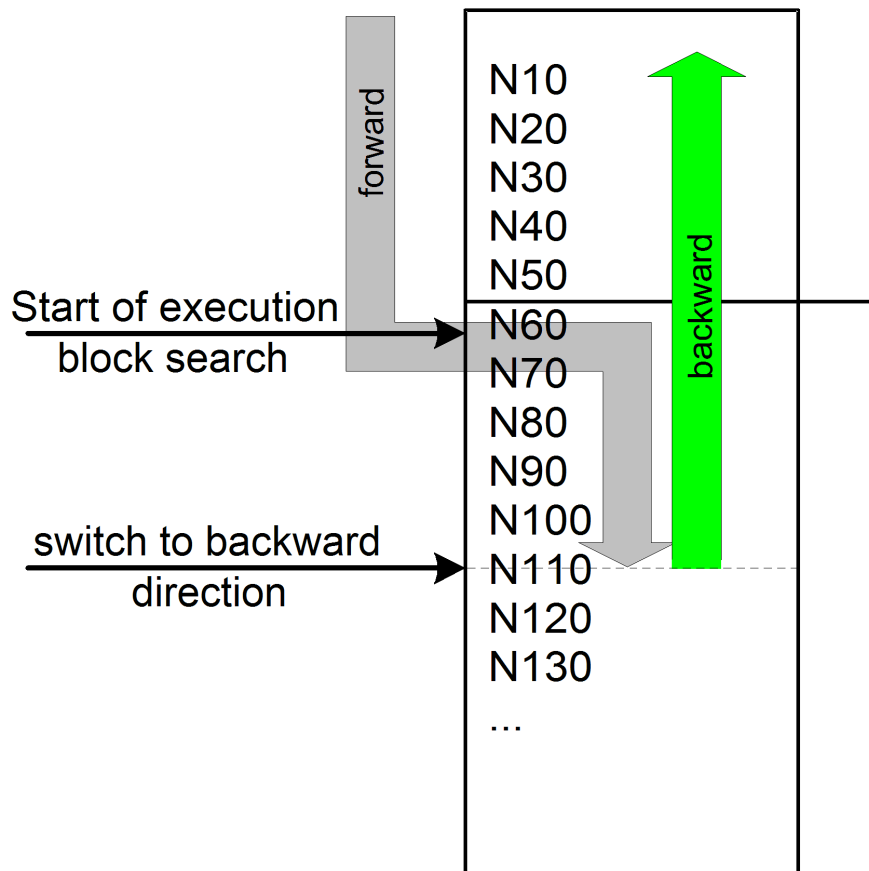 forward
N10
N20
N30
N40
N50
Start of execution
block search
N60
N70
backward
N80
N90
N100
switch to backward
direction
N110
N120
N130
...